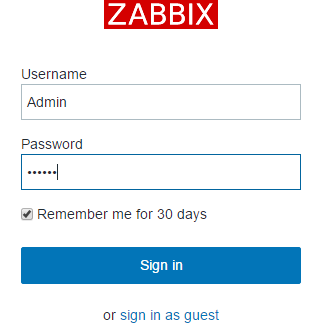 ZABBIX
Username
Admin
Password
••••••
Remember me for 30 days
Sign in
or sign in as guest